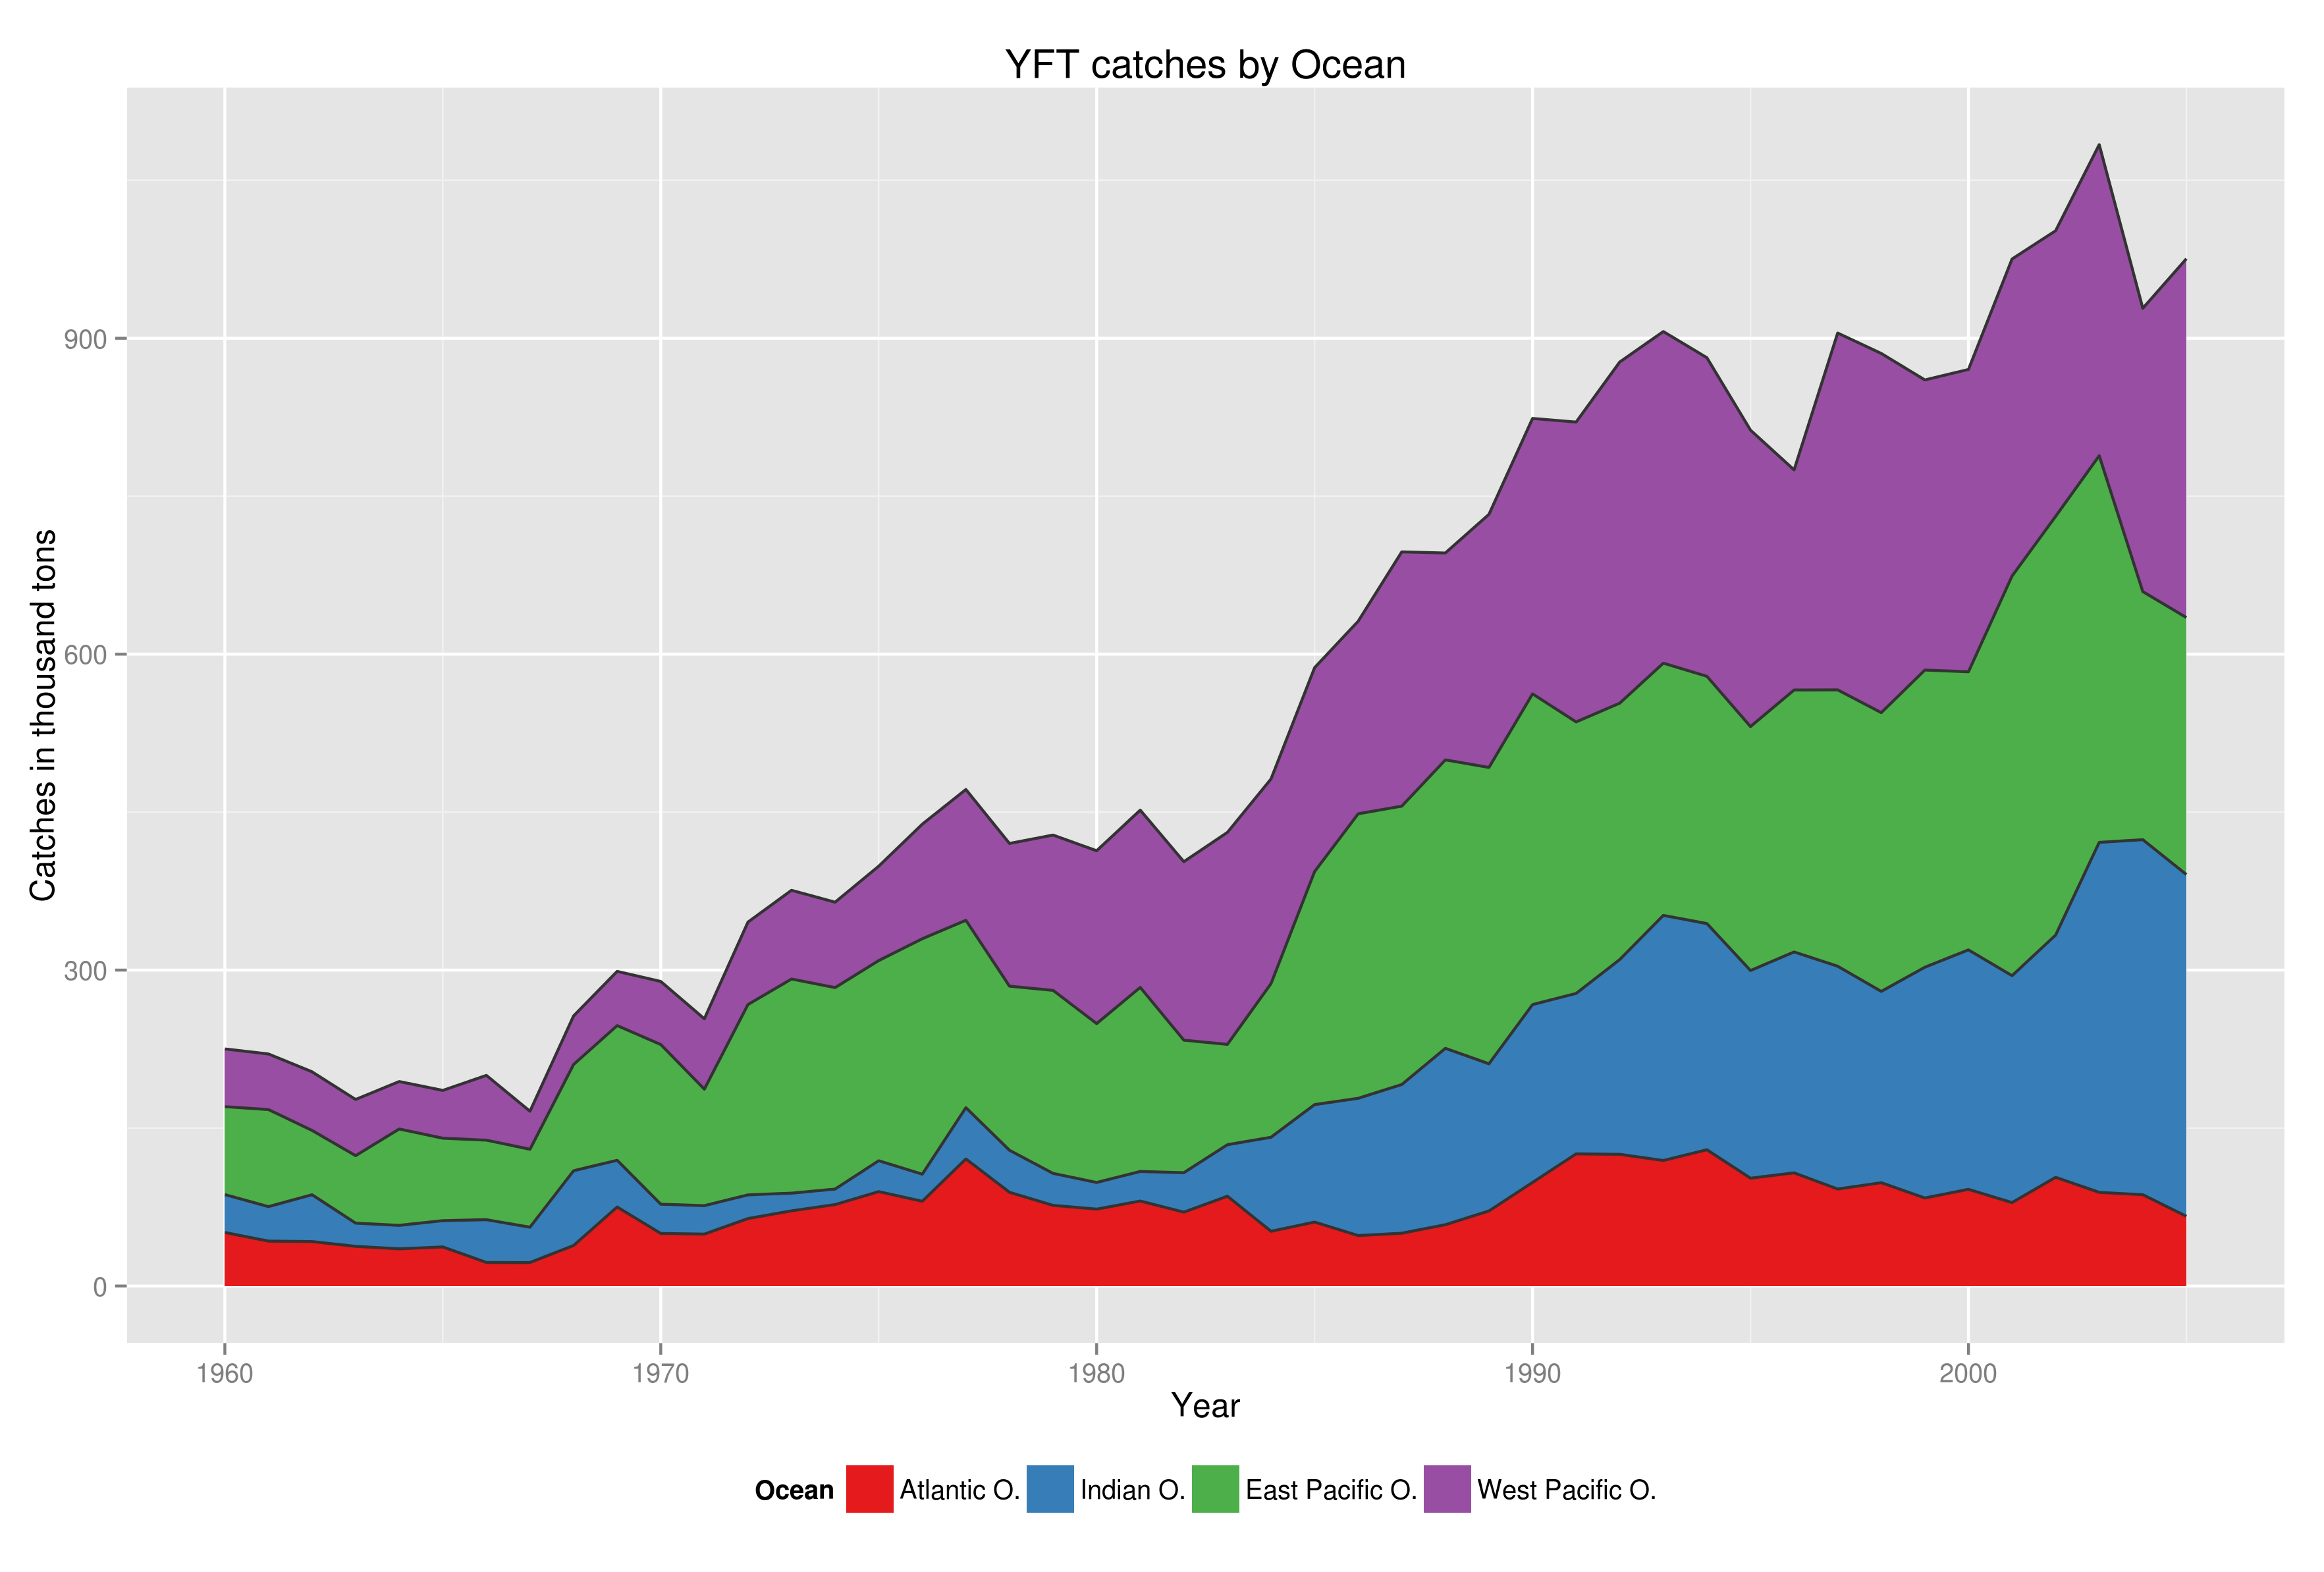 YFT catches by Ocean
Catches in thousand tons
900
600
300
0
1960 1970 1980 1990 2000
Year
Ocean Atlantic O. Indian O. East Pacific O. West Pacific O.